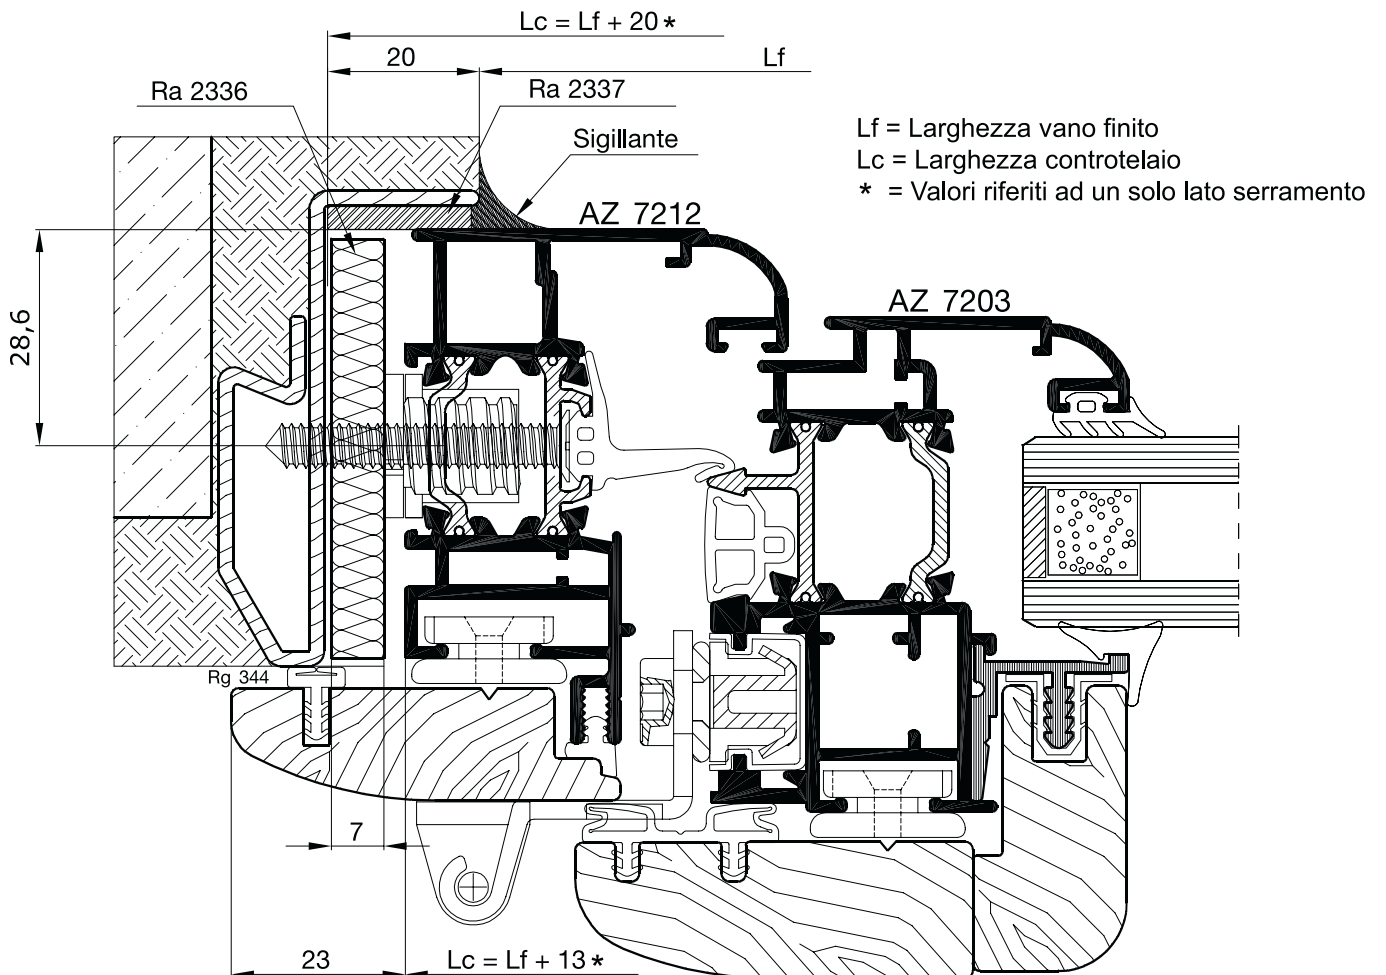 Lc = Lf + 20 *
20
Lf
Ra 2336
Ra 2337
Sigillante
Lf = Larghezza vano finito
Lc = Larghezza controtelaio
* = Valori riferiti ad un solo lato serramento
AZ 7212
AZ 7203
28,6
Rg 344
7
23
Lc = Lf + 13 *